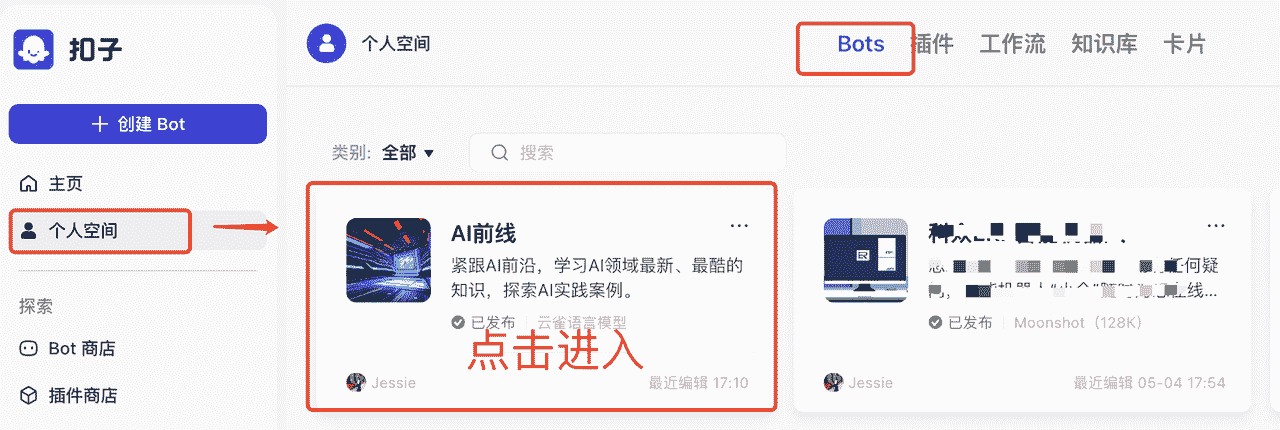 扣子
个人空间
Bots 插件 工作流 知识库 卡片
+ 创建 Bot
主页
个人空间
探索
Bot 商店
插件商店
类别: 全部
搜索
AI前线
紧跟AI前沿，学习AI领域最新、最酷的
知识，探索AI实践案例。
已发布 云雀语言模型
点击进入
Jessie 最近编辑 17:10
任何疑
在线...
已发布 Moonshot（128K）
Jessie 最近编辑 05-04 17:54